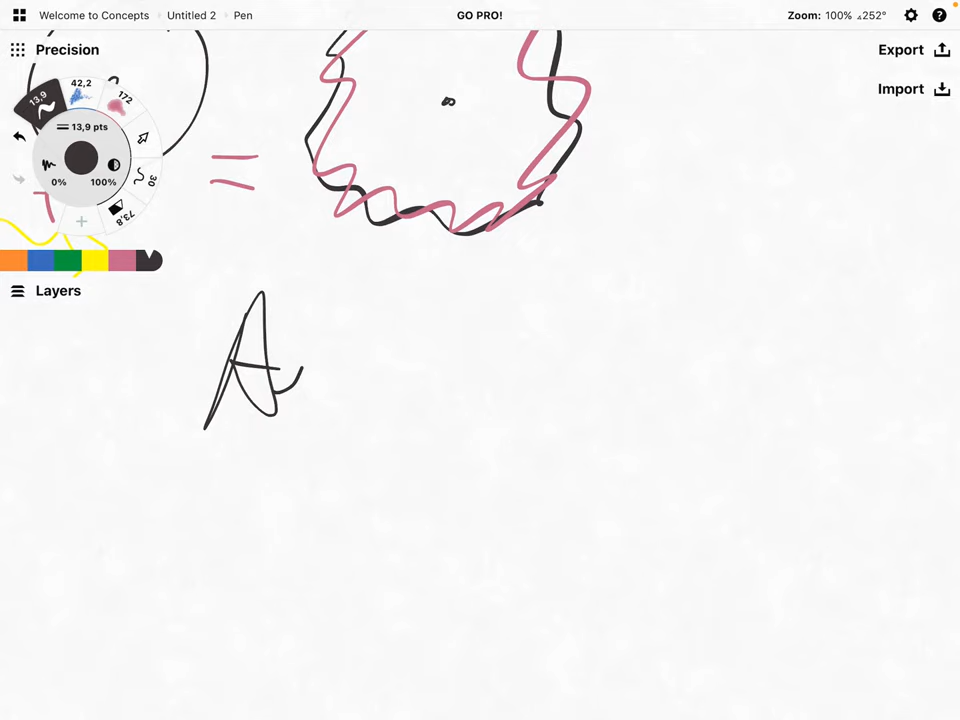 Welcome to Concepts Untitled 2 Pen GO PRO! Zoom: 100% ⊿252° ?
Precision
Export
Import
13,9 42,2 172
13,9 pts
0% 100%
30
73,8
=
Layers
A